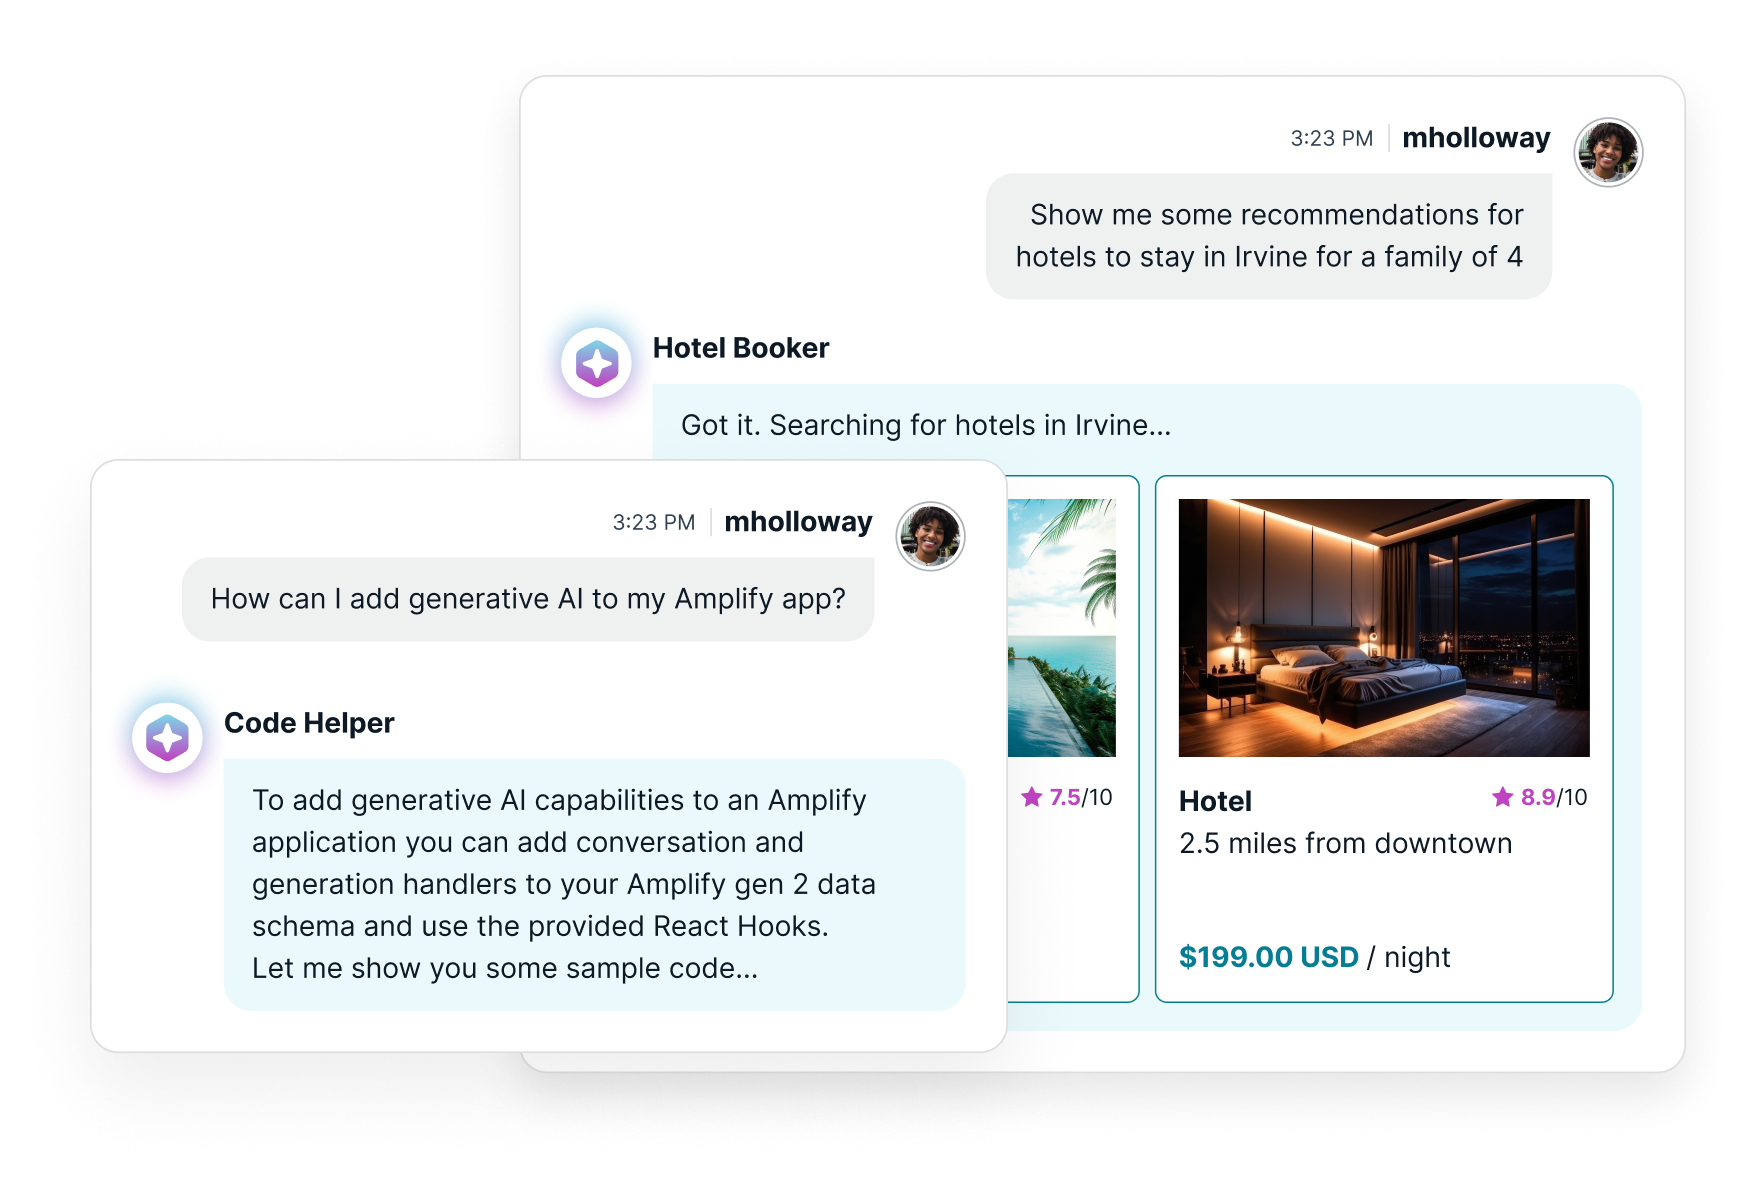 3:23 PM mholloway
Show me some recommendations for
hotels to stay in Irvine for a family of 4
Hotel Booker
Got it. Searching for hotels in Irvine...
7.5/10
Hotel 8.9/10
2.5 miles from downtown
$199.00 USD / night
3:23 PM mholloway
How can I add generative AI to my Amplify app?
Code Helper
To add generative AI capabilities to an Amplify
application you can add conversation and
generation handlers to your Amplify gen 2 data
schema and use the provided React Hooks.
Let me show you some sample code...